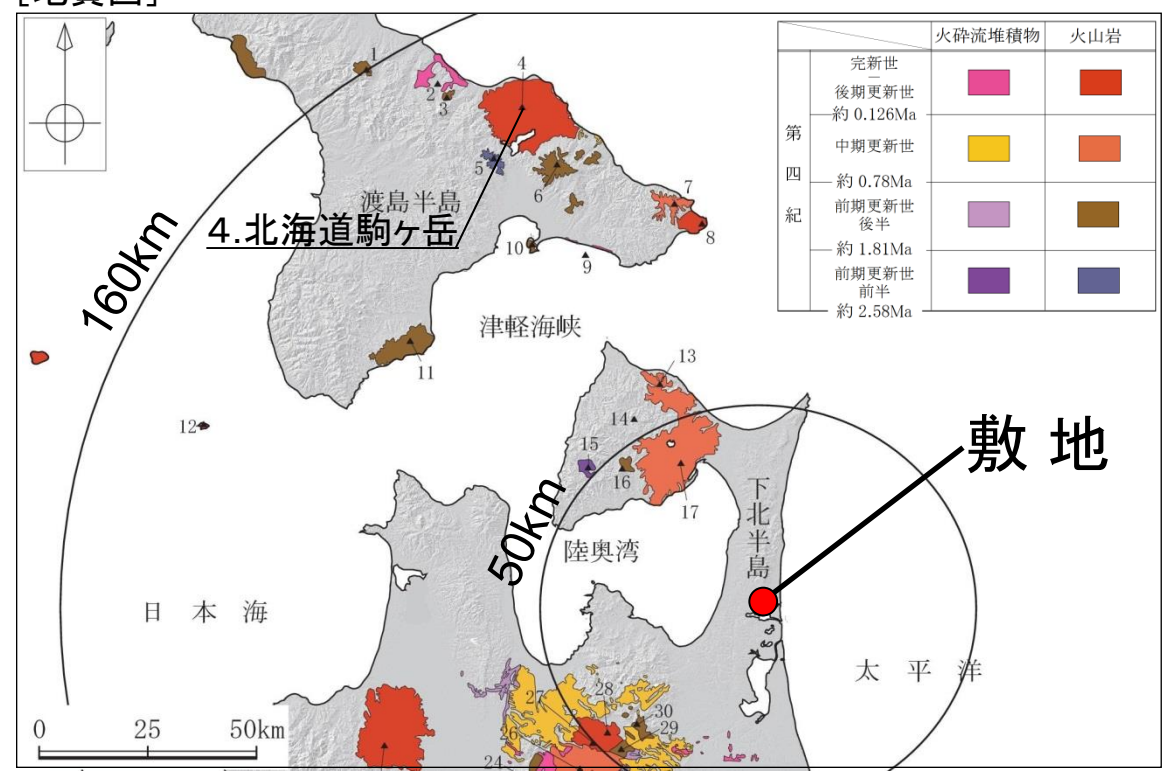 [地質図]
火砕流堆積物
火山岩
第四紀
完新世
─
後期更新世
約 0.126Ma
中期更新世
約 0.78Ma
前期更新世
後半
約 1.81Ma
前期更新世
前半
約 2.58Ma
1
2
3
4
5
6
7
8
渡島半島
4.北海道駒ヶ岳
10
9
160km
津軽海峡
11
12
13
14
15
16
17
敷 地
50km
下北半島
陸奥湾
日 本 海
太 平 洋
27
28
30
29
26
24
0 25 50km